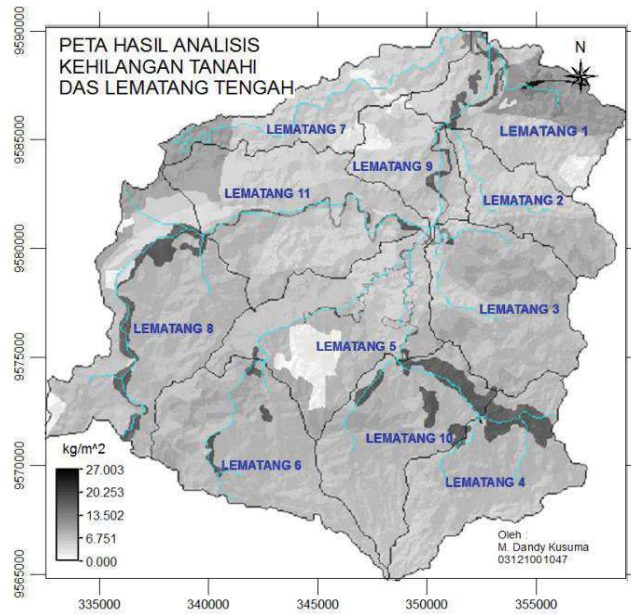 PETA HASIL ANALISIS
KEHILANGAN TANAHI
DAS LEMATANG TENGAH
N
LEMATANG 7
LEMATANG 1
LEMATANG 9
LEMATANG 11
LEMATANG 2
LEMATANG 3
LEMATANG 8
LEMATANG 5
LEMATANG 10
LEMATANG 6
LEMATANG 4
kg/m^2
27.003
20.253
13.502
6.751
0.000
Oleh :
M. Dandy Kusuma
03121001047
9590000
9585000
9580000
9575000
9570000
9565000
335000
340000
345000
350000
355000